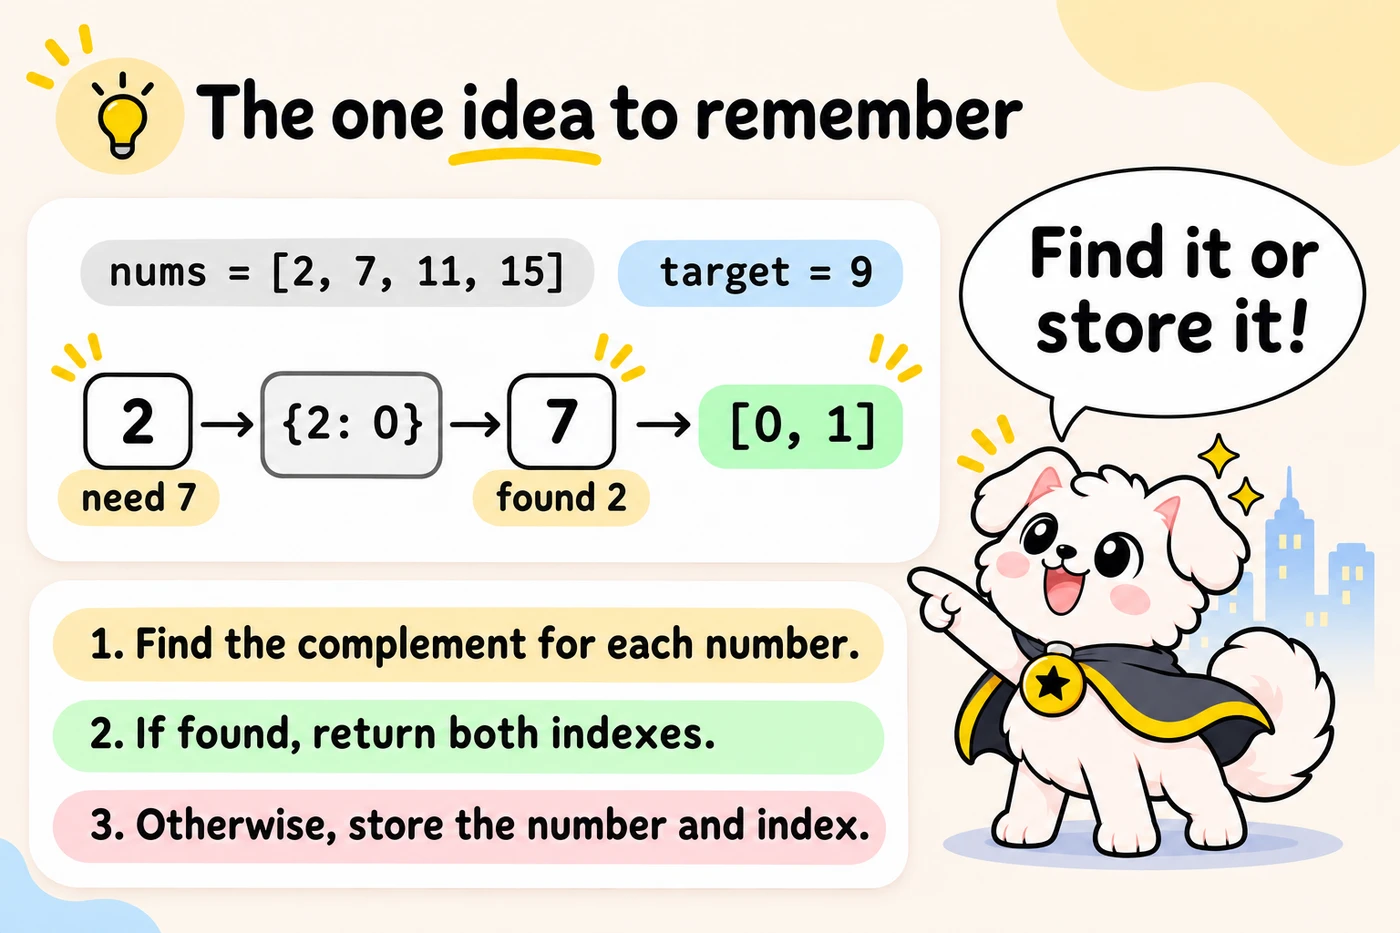 The one idea to remember
nums = [2, 7, 11, 15]
target = 9
Find it or
store it!
2
{2: 0}
7
[0, 1]
need 7
found 2
1. Find the complement for each number.
2. If found, return both indexes.
3. Otherwise, store the number and index.